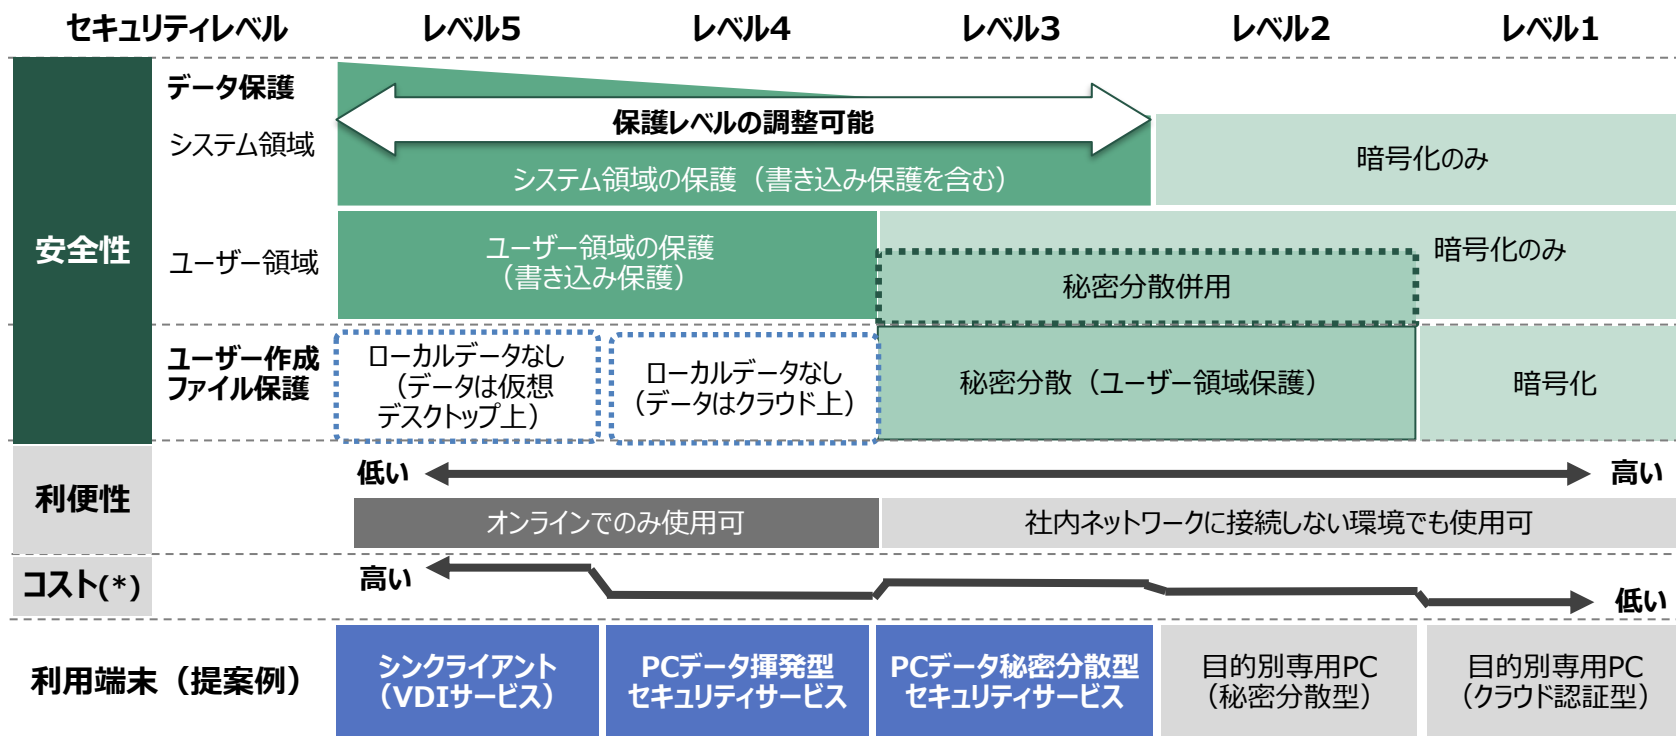 セキュリティレベル
レベル5
レベル4
レベル3
レベル2
レベル1
安全性
データ保護
システム領域
保護レベルの調整可能
システム領域の保護（書き込み保護を含む）
暗号化のみ
ユーザー領域
ユーザー領域の保護
（書き込み保護）
暗号化のみ
秘密分散併用
ユーザー作成
ファイル保護
ローカルデータなし
（データは仮想
デスクトップ上）
ローカルデータなし
（データはクラウド上）
秘密分散（ユーザー領域保護）
暗号化
利便性
低い
高い
オンラインでのみ使用可
社内ネットワークに接続しない環境でも使用可
コスト(*)
高い
低い
利用端末（提案例）
シンクライアント
（VDIサービス）
PCデータ揮発型
セキュリティサービス
PCデータ秘密分散型
セキュリティサービス
目的別専用PC
（秘密分散型）
目的別専用PC
（クラウド認証型）